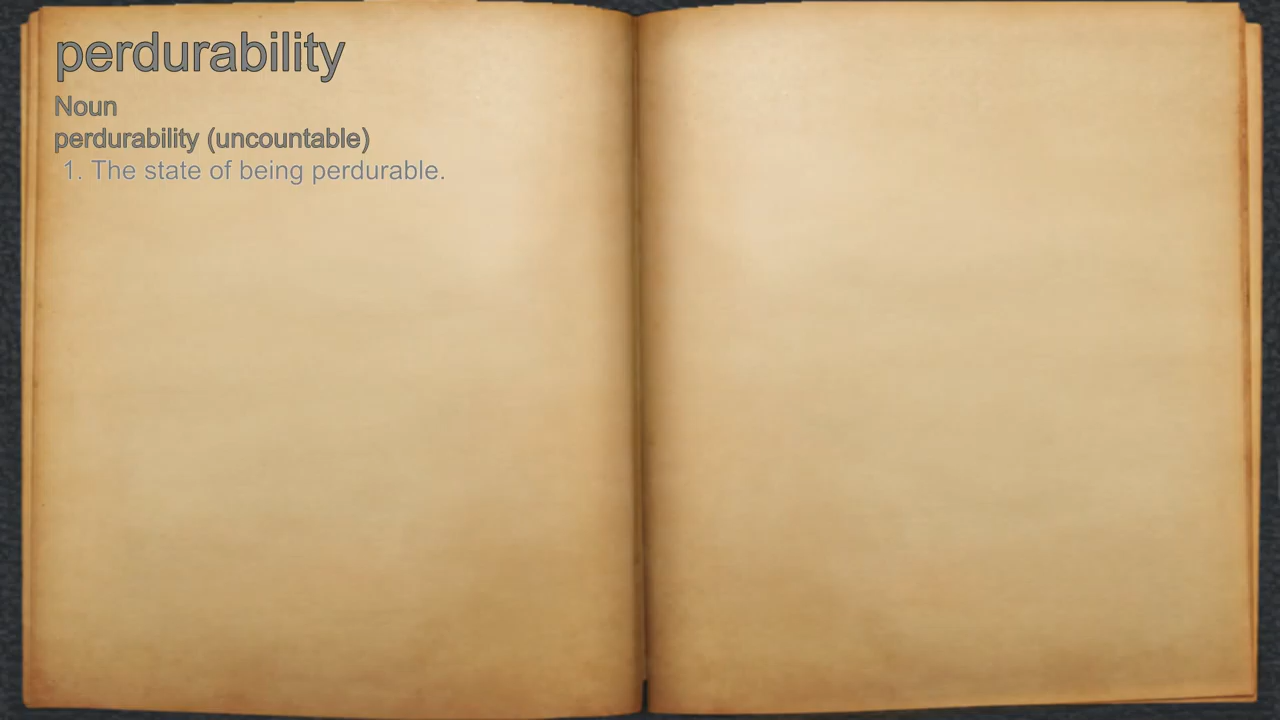 perdurability
Noun
perdurability (uncountable)
1. The state of being perdurable.